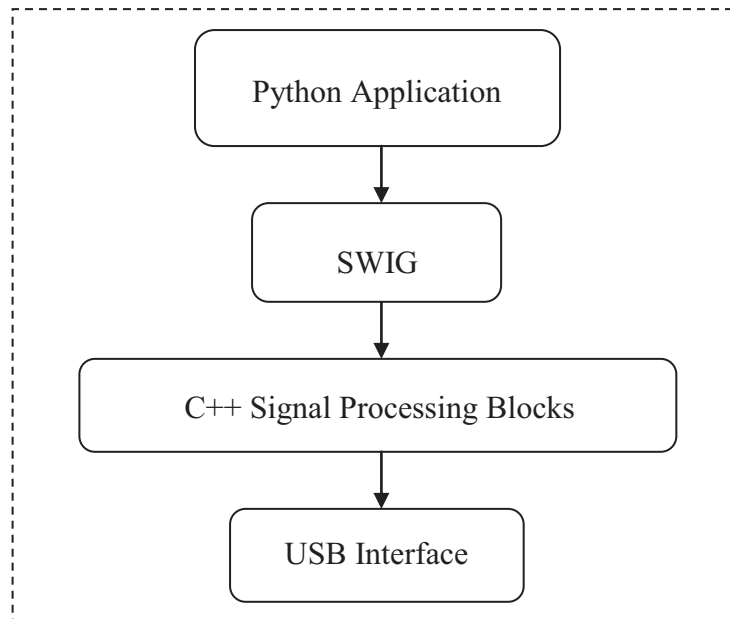 Python Application
SWIG
C++ Signal Processing Blocks
USB Interface